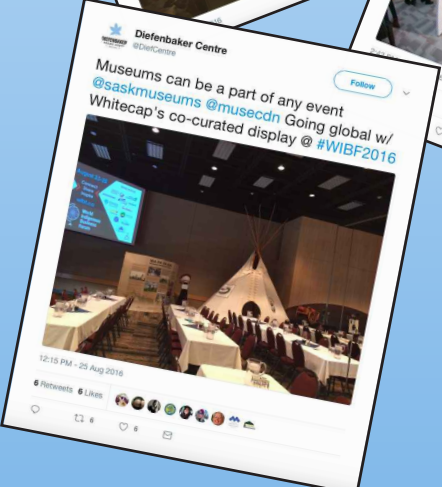 Diefenbaker Centre
@DiefCentre
Follow
Museums can be a part of any event
@saskmuseums @musecdn Going global w/
Whitecap's co-curated display @ #WIBF2016
12:15 PM - 25 Aug 2016
6 Retweets 6 Likes
6
6